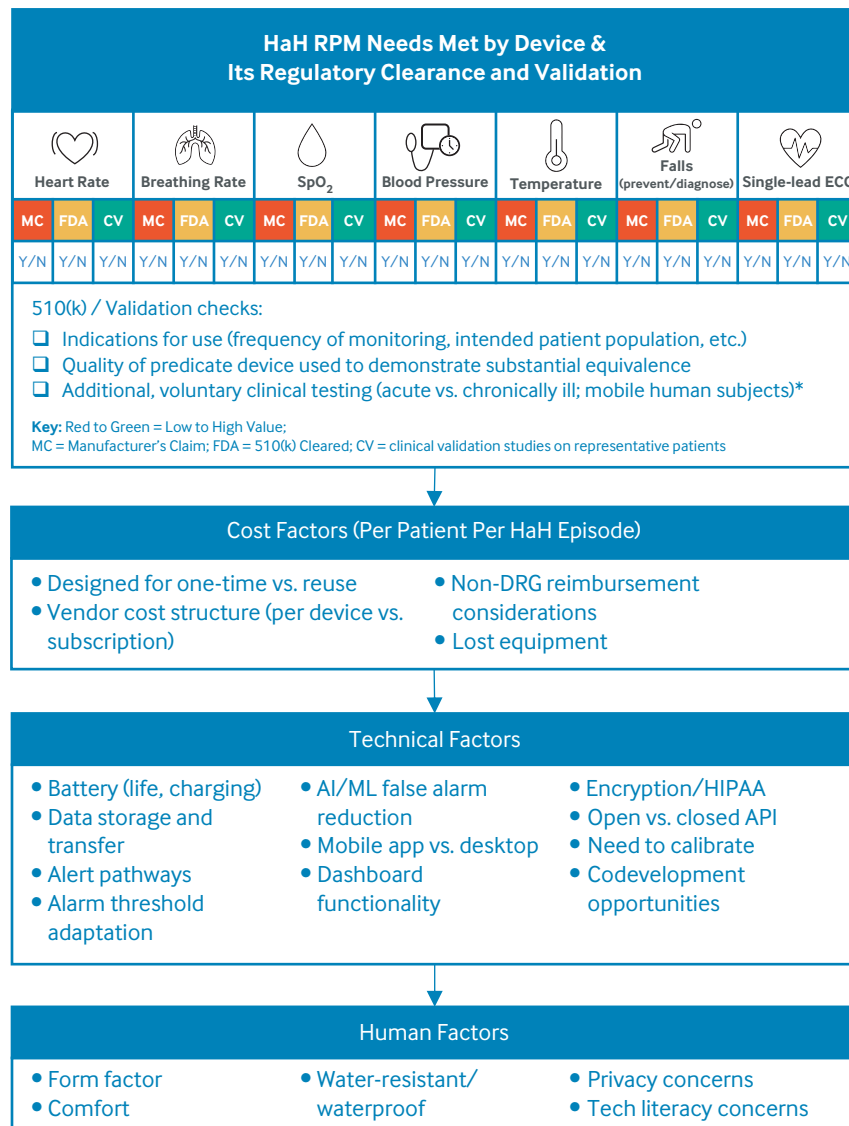 HaH RPM Needs Met by Device &
Its Regulatory Clearance and Validation
Heart Rate Breathing Rate SpO2 Blood Pressure Temperature Falls (prevent/diagnose) Single-lead ECG
MC FDA CV MC FDA CV MC FDA CV MC FDA CV MC FDA CV MC FDA CV MC FDA CV
Y/N Y/N Y/N Y/N Y/N Y/N Y/N Y/N Y/N Y/N Y/N Y/N Y/N Y/N Y/N Y/N Y/N Y/N Y/N Y/N Y/N
510(k) / Validation checks:
❑ Indications for use (frequency of monitoring, intended patient population, etc.)
❑ Quality of predicate device used to demonstrate substantial equivalence
❑ Additional, voluntary clinical testing (acute vs. chronically ill; mobile human subjects)*
Key: Red to Green = Low to High Value;
MC = Manufacturer's Claim; FDA = 510(k) Cleared; CV = clinical validation studies on representative patients
Cost Factors (Per Patient Per HaH Episode)
• Designed for one-time vs. reuse
• Vendor cost structure (per device vs.
subscription)
• Non-DRG reimbursement
considerations
• Lost equipment
Technical Factors
• Battery (life, charging)
• Data storage and
transfer
• Alert pathways
• Alarm threshold
adaptation
• AI/ML false alarm
reduction
• Mobile app vs. desktop
• Dashboard
functionality
• Encryption/HIPAA
• Open vs. closed API
• Need to calibrate
• Codevelopment
opportunities
Human Factors
• Form factor
• Comfort
• Water-resistant/
waterproof
• Privacy concerns
• Tech literacy concerns